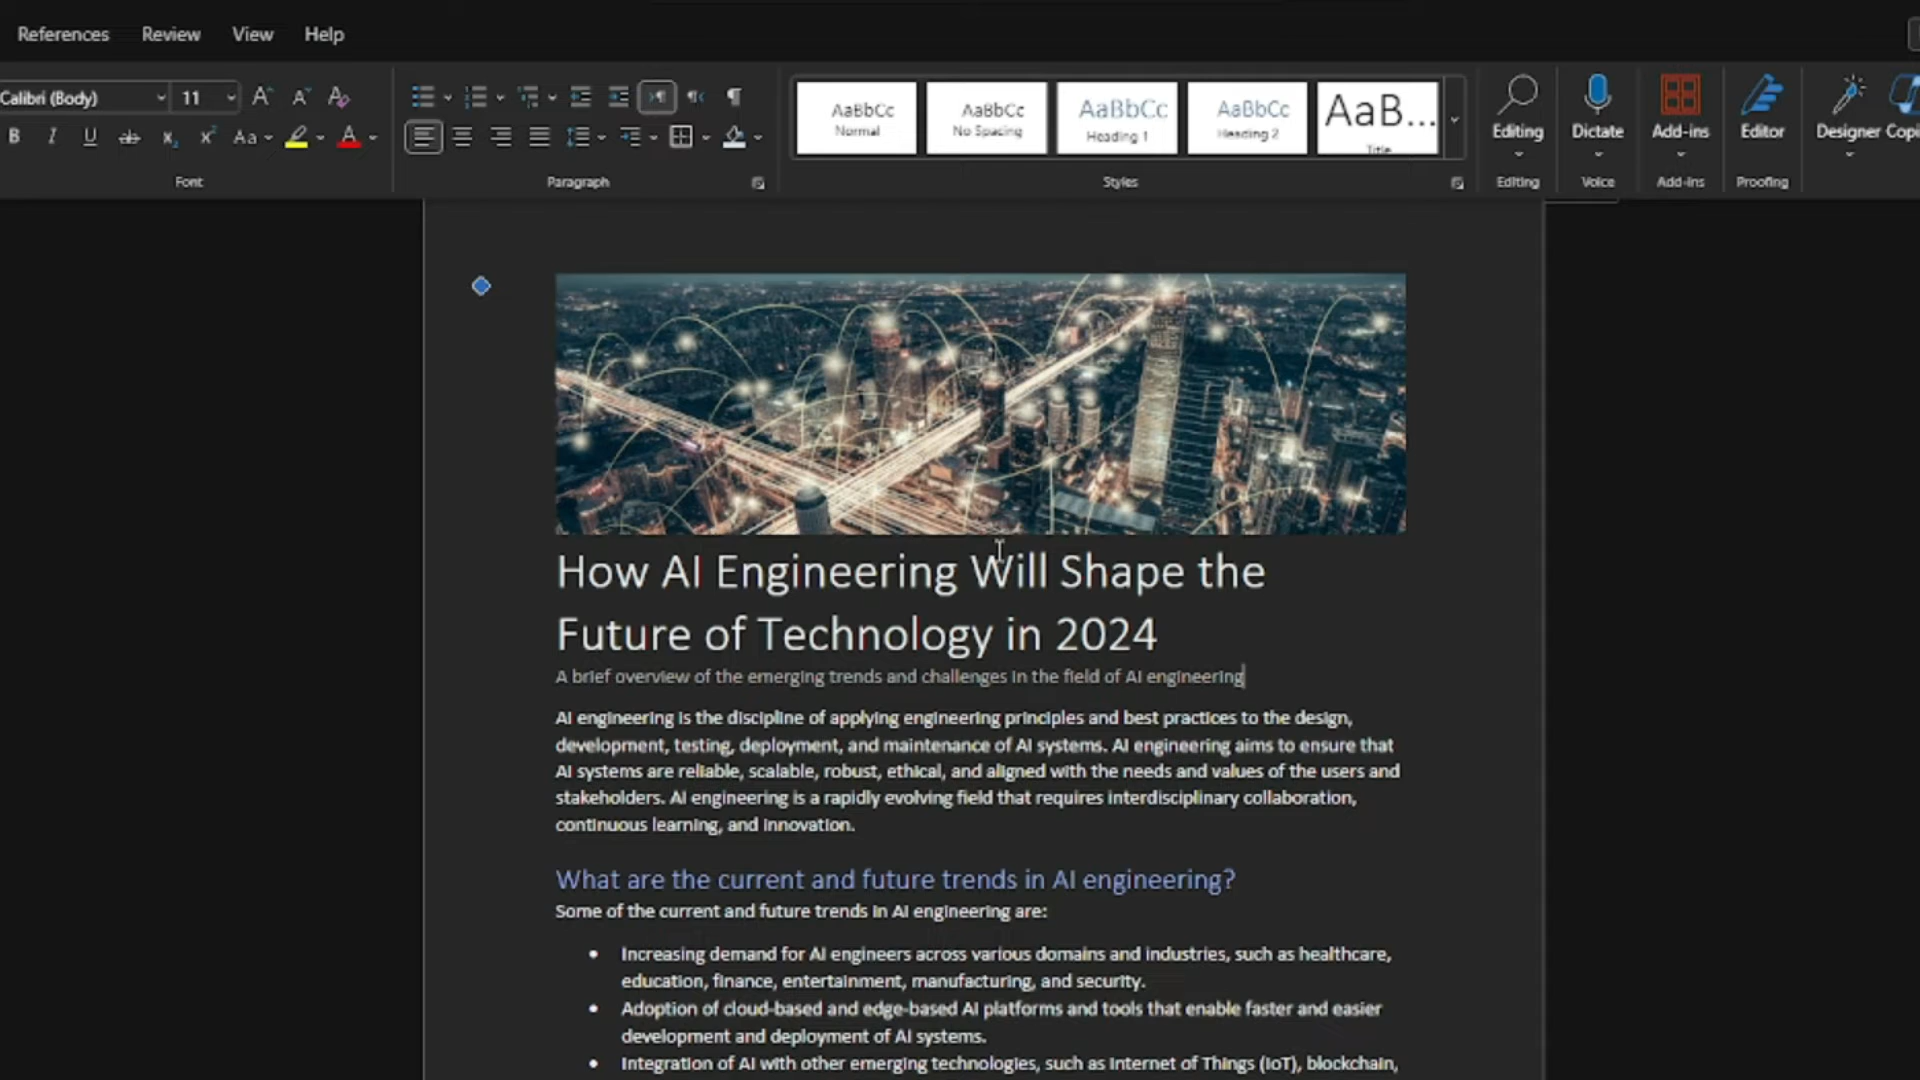 References Review View Help
Calibri (Body) 11
Aa
AaBbCc Normal
AaBbCc No Spacing
AaBbCc Heading 1
AaBbCc Heading 2
AaB... Title
Editing Dictate Add-ins Editor Designer
Font Paragraph Styles Editing Voice Add-ins Proofing
How AI Engineering Will Shape the
Future of Technology in 2024
A brief overview of the emerging trends and challenges in the field of AI engineering
AI engineering is the discipline of applying engineering principles and best practices to the design,
development, testing, deployment, and maintenance of AI systems. AI engineering aims to ensure that
AI systems are reliable, scalable, robust, ethical, and aligned with the needs and values of the users and
stakeholders. AI engineering is a rapidly evolving field that requires interdisciplinary collaboration,
continuous learning, and innovation.
What are the current and future trends in AI engineering?
Some of the current and future trends in AI engineering are:
• Increasing demand for AI engineers across various domains and industries, such as healthcare,
education, finance, entertainment, manufacturing, and security.
• Adoption of cloud-based and edge-based AI platforms and tools that enable faster and easier
development and deployment of AI systems.
• Integration of AI with other emerging technologies, such as Internet of Things (IoT), blockchain,